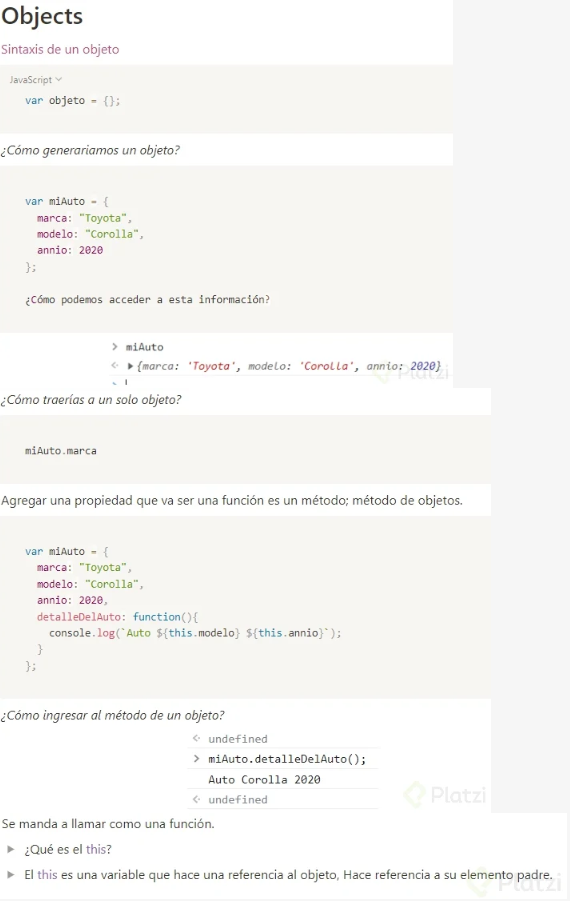 Objects
Sintaxis de un objeto
JavaScript
var objeto = {};
¿Cómo generariamos un objeto?
var miAuto = {
marca: "Toyota",
modelo: "Corolla",
annio: 2020
};
¿Cómo podemos acceder a esta información?
> miAuto
{marca: 'Toyota', modelo: 'Corolla', annio: 2020}
Platzi
¿Cómo traerías a un solo objeto?
miAuto.marca
Agregar una propiedad que va ser una función es un método; método de objetos.
var miAuto = {
marca: "Toyota",
modelo: "Corolla",
annio: 2020,
detalleDelAuto: function(){
console.log(`Auto ${this.modelo} ${this.annio}`);
}
};
¿Cómo ingresar al método de un objeto?
undefined
> miAuto.detalleDelAuto();
Auto Corolla 2020
undefined
Platzi
Se manda a llamar como una función.
¿Qué es el this?
El this es una variable que hace una referencia al objeto, Hace referencia a su elemento padre.
Platzi